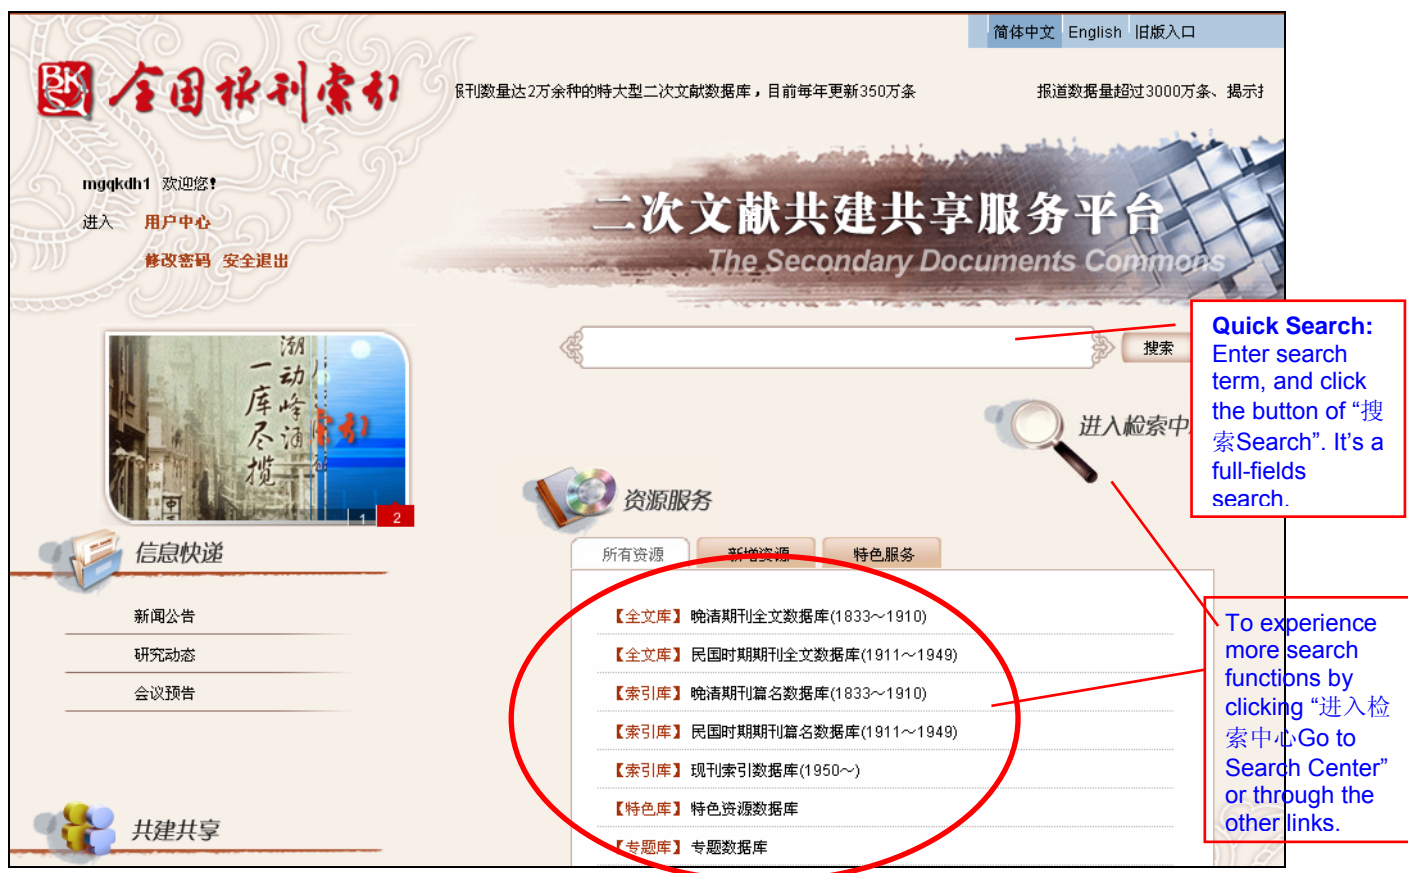 简体中文 English 旧版入口
BK
SY
全国报刊索引
报刊数量达2万余种的特大型二次文献数据库，目前每年更新350万条
报道数据量超过3000万条、揭示
mgqkdh1 欢迎您!
进入 用户中心
修改密码 安全退出
二次文献共建共享服务平台
The Secondary Documents Commons
搜索
Quick Search:
Enter search
term, and click
the button of “搜
索Search”. It’s a
full-fields
search.
潮动峰涌
一库尽揽
索引
1 2
进入检索中
资源服务
信息快递
所有资源 新增资源 特色服务
新闻公告
研究动态
会议预告
【全文库】 晚清期刊全文数据库(1833～1910)
【全文库】 民国时期期刊全文数据库(1911～1949)
【索引库】 晚清期刊篇名数据库(1833～1910)
【索引库】 民国时期期刊篇名数据库(1911～1949)
【索引库】 现刊索引数据库(1950～)
【特色库】 特色资源数据库
【专题库】 专题数据库
To experience
more search
functions by
clicking “进入检
索中心Go to
Search Center”
or through the
other links.
共建共享